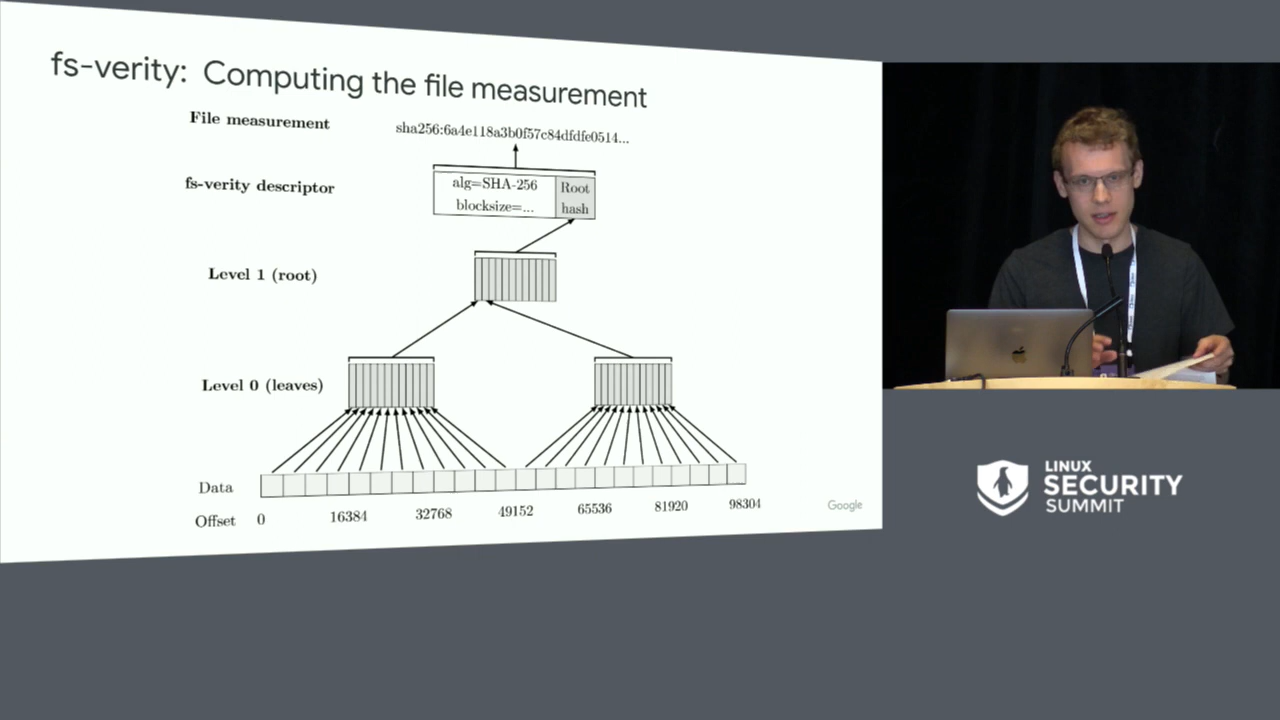 fs-verity: Computing the file measurement
File measurement
sha256:6a4e118a3b0f57c84dfdfe0514...
fs-verity descriptor
alg=SHA-256
blocksize=...
Root
hash
Level 1 (root)
Level 0 (leaves)
Data
Offset 0 16384 32768 49152 65536 81920 98304
Google
LINUX
SECURITY
SUMMIT